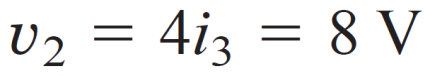 v₂ = 4i₃ = 8 V